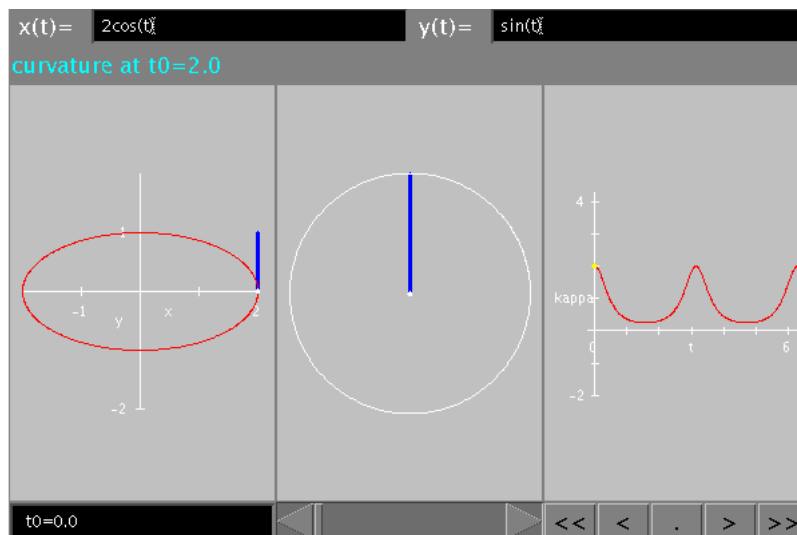 x(t)= 2cos(t) y(t)= sin(t)
curvature at t0=2.0
1
-1
y
x
2
-2
4
kappa
0
t
6
-2
t0=0.0
<< < . > >>